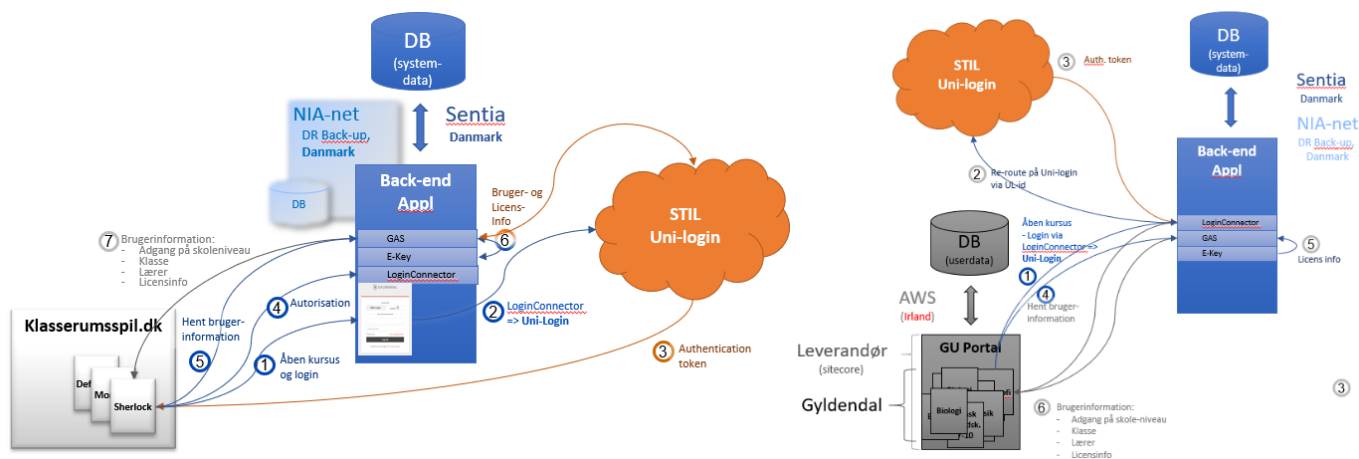 DB
(system-
data)
NIA-net
DR Back-up,
Danmark
DB
Sentia
Danmark
Back-end
Appl
GAS
E-Key
LoginConnector
Bruger- og
Licens-
Info
6
STIL
Uni-login
7 Brugerinformation:
- Adgang på skoleniveau
- Klasse
- Lærer
- Licensinfo
4 Autorisation
2 LoginConnector
=> Uni-Login
Klasserumsspil.dk
Hent bruger-
information
5
1 Åben kursus
og login
3 Authentication
token
Def
Mo
Sherlock
STIL
Uni-login
3 Auth. token
DB
(system-
data)
Sentia
Danmark
NIA-net
DR Back-up,
Danmark
Back-end
Appl
LoginConnector
GAS
E-Key
5
Licens info
2 Re-route på Uni-login
via UL-id
DB
(userdata)
Åben kursus
- Login via
LoginConnector =>
Uni-Login
1
4
Hent bruger-
information
AWS
(Irland)
Leverandør
(sitecore)
Gyldendal
GU Portal
Biologi
3
6 Brugerinformation:
- Adgang på skole-niveau
- Klasse
- Lærer
- Licensinfo